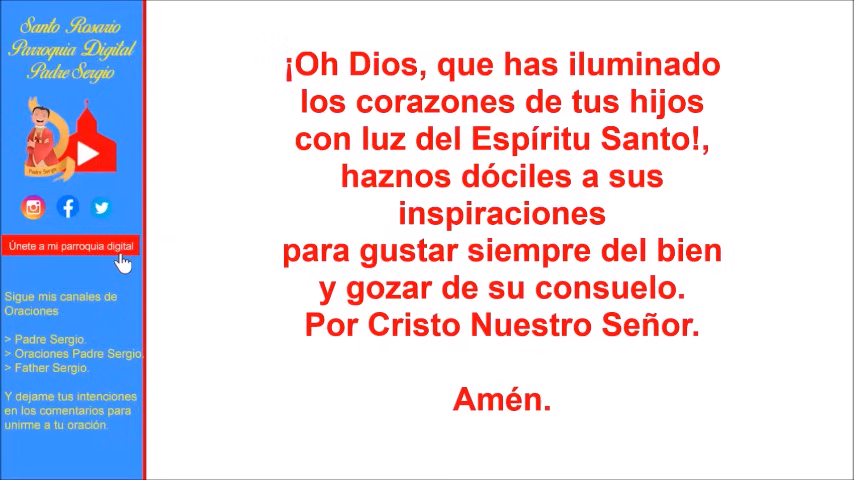 Santo Rosario
Parroquia Digital
Padre Sergio
Padre Sergio
Únete a mi parroquia digital
Sigue mis canales de
Oraciones
> Padre Sergio.
> Oraciones Padre Sergio.
> Father Sergio.
Y dejame tus intenciones
en los comentarios para
unirme a tu oración.
¡Oh Dios, que has iluminado
los corazones de tus hijos
con luz del Espíritu Santo!,
haznos dóciles a sus
inspiraciones
para gustar siempre del bien
y gozar de su consuelo.
Por Cristo Nuestro Señor.
Amén.